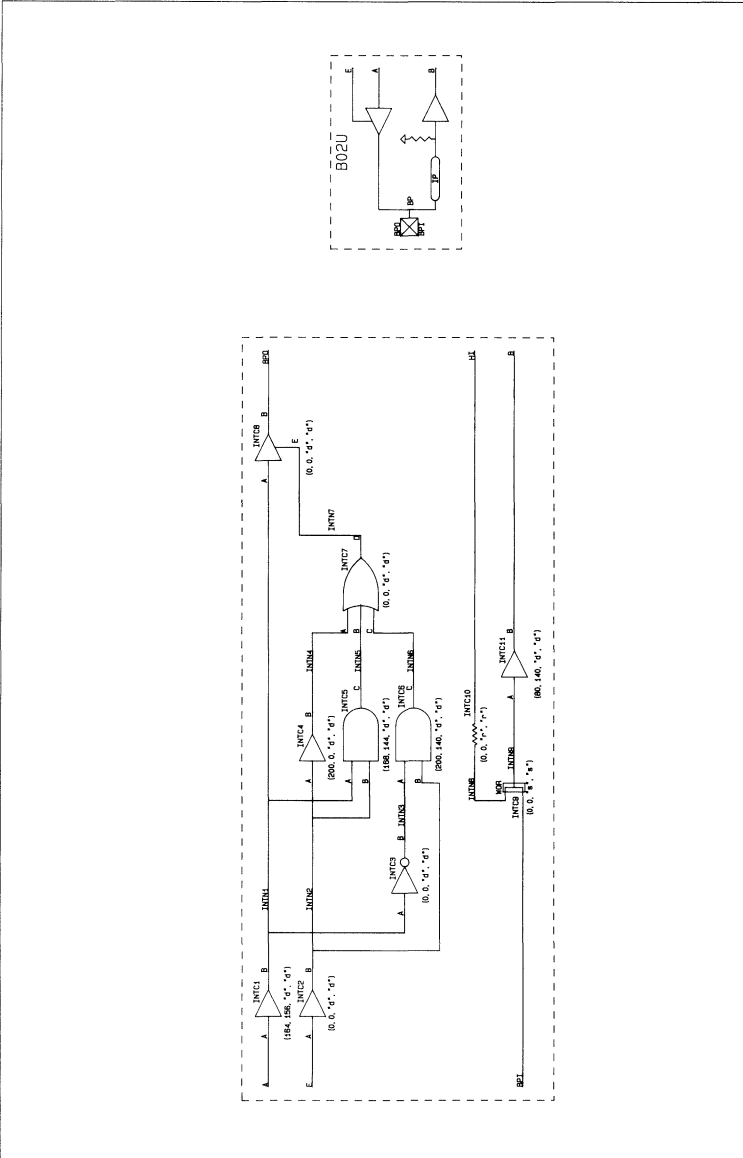 B02U
E
A
B
BPO
BPI
BP
IP
A
A
INTC1
B
(164, 156, "d", "d")
INTN1
E
A
INTC2
B
(0, 0, "d", "d")
INTN2
A
INTC3
B
(0, 0, "d", "d")
INTN3
A
INTC4
B
(200, 0, "d", "d")
INTN4
A
B
INTC5
C
(168, 144, "d", "d")
INTN5
A
B
INTC6
C
(200, 140, "d", "d")
INTN6
A
B
C
INTC7
D
(0, 0, "d", "d")
INTN7
A
INTC8
B
E
(0, 0, "d", "d")
BPO
INTN8
INTC10
(0, 0, "r", "r")
HI
BPI
WOR
INTC9
(0, 0, "s", "s")
INTN9
A
INTC11
B
(80, 140, "d", "d")
B